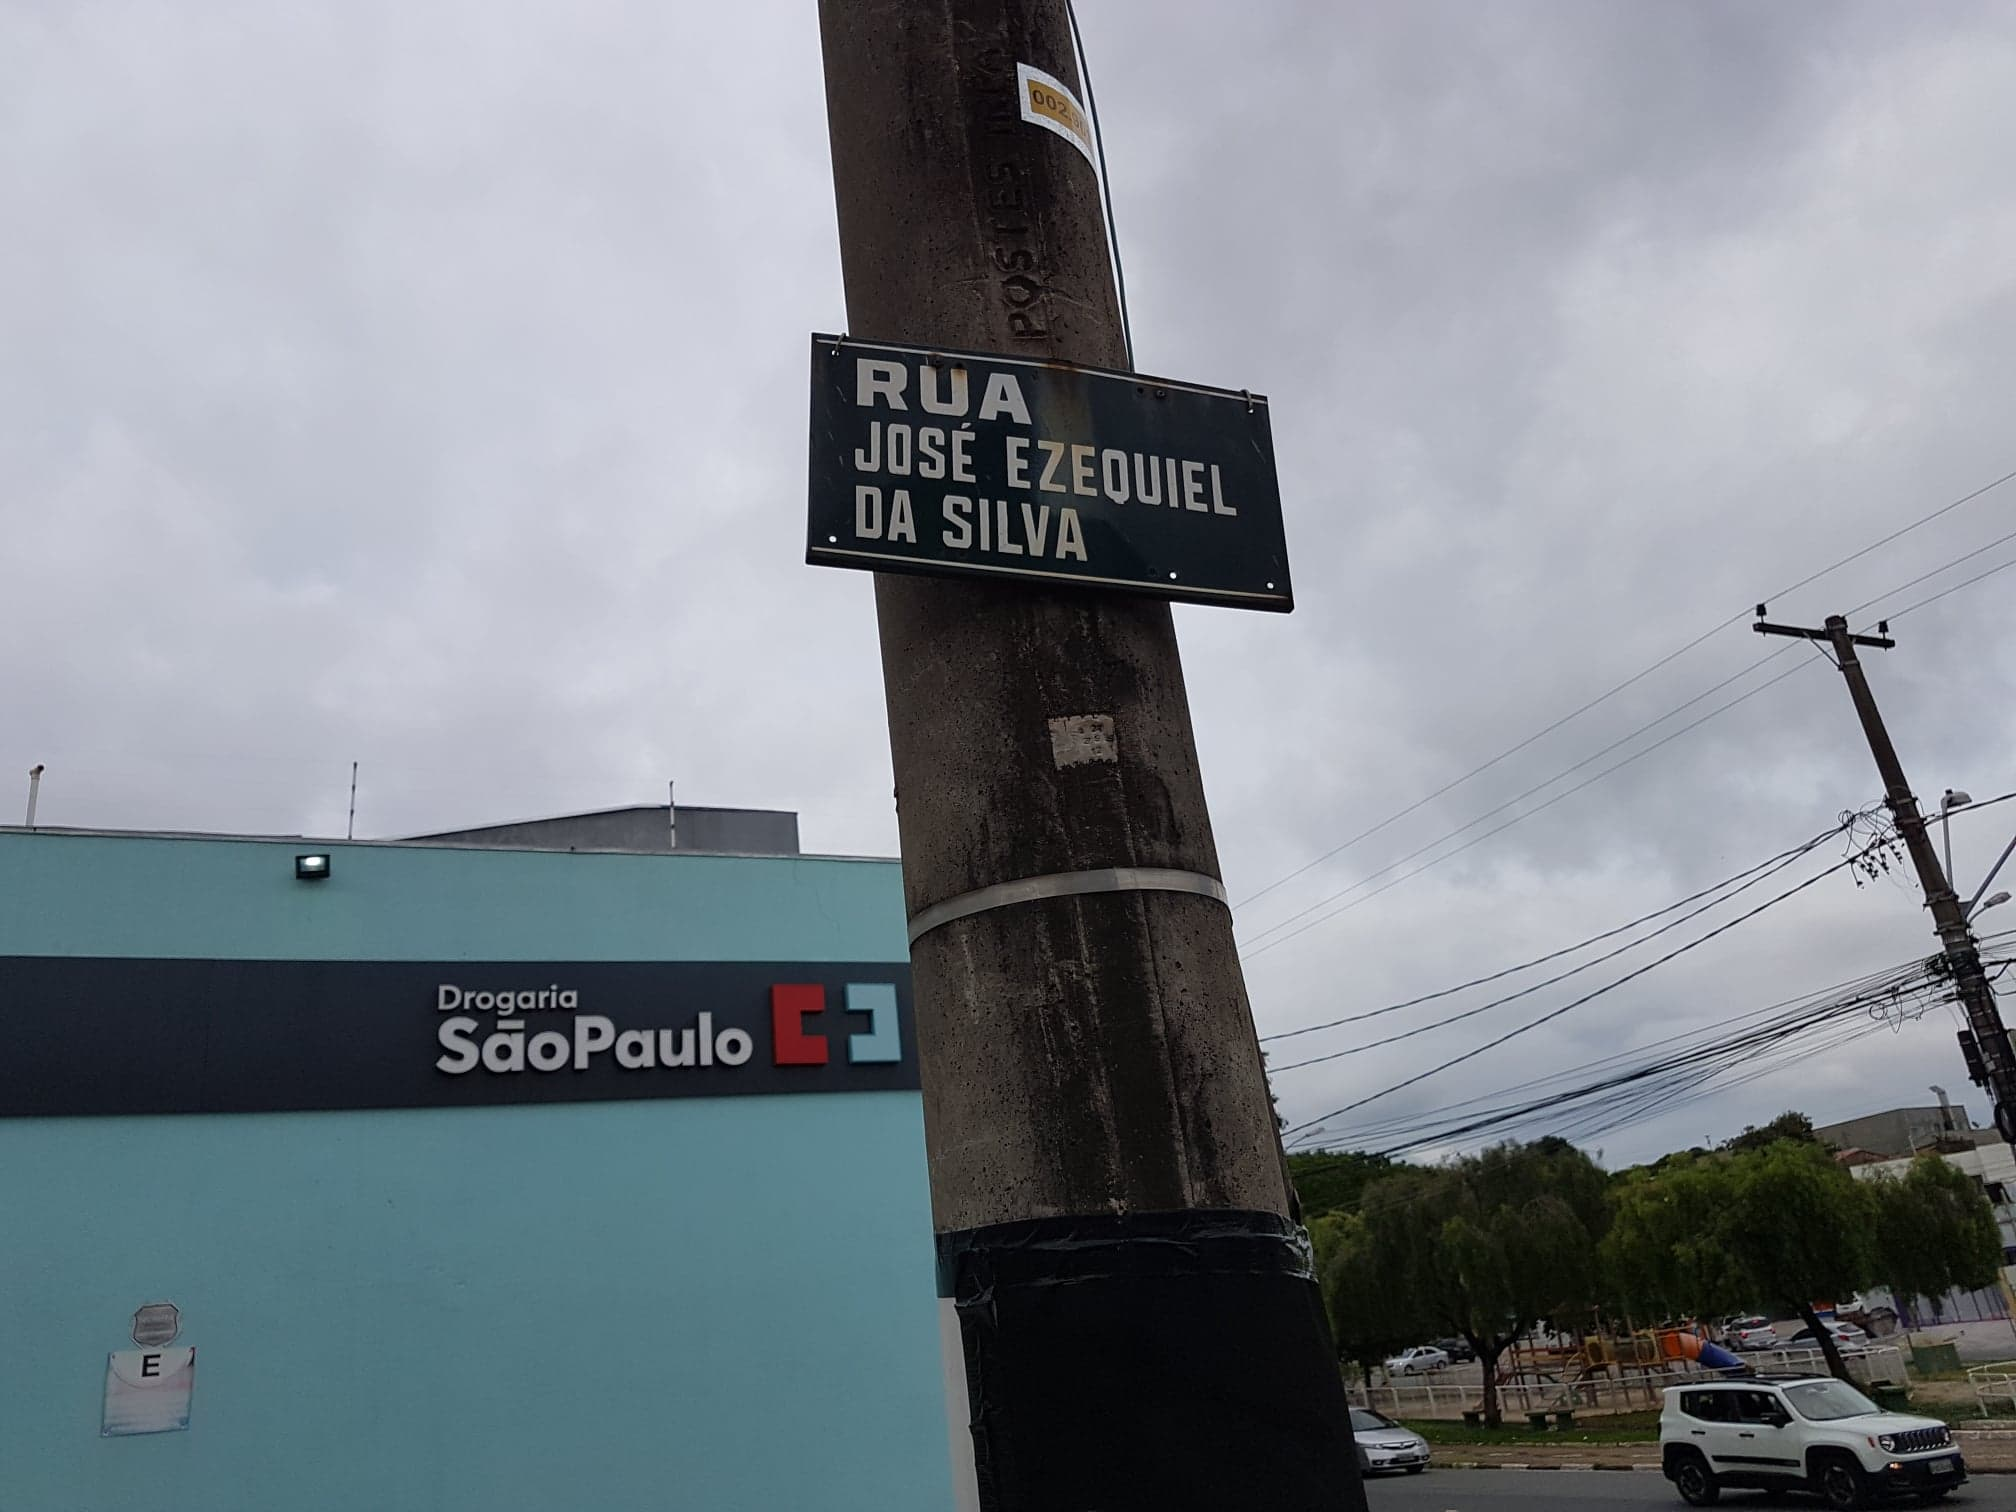 POSTES
RUA
JOSÉ EZEQUIEL
DA SILVA
Drogaria
SãoPaulo
E